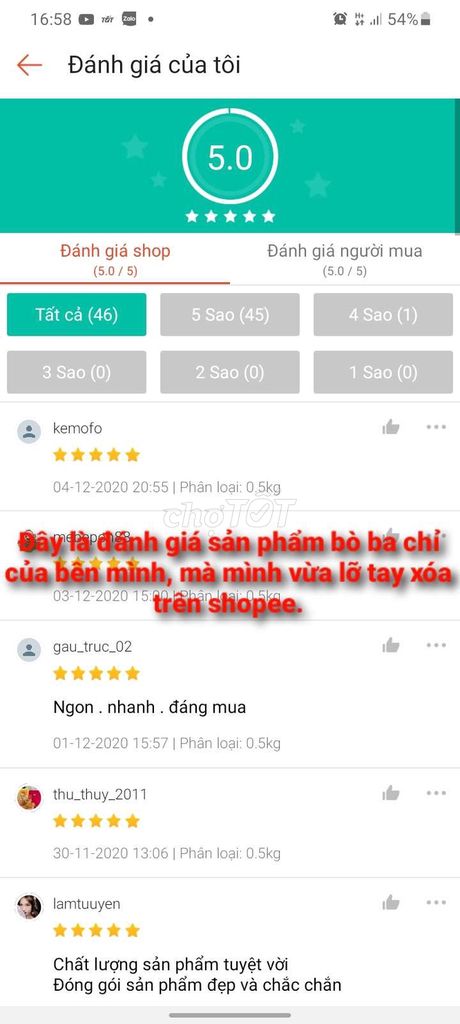 16:58 TỐT Zalo 54%
Đánh giá của tôi
5.0
Đánh giá shop Đánh giá người mua
(5.0 / 5) (5.0 / 5)
Tất cả (46) 5 Sao (45) 4 Sao (1)
3 Sao (0) 2 Sao (0) 1 Sao (0)
kemofo
04-12-2020 20:55 | Phân loại: 0.5kg
chợTỐT
Đây là đánh giá sản phẩm bò ba chỉ
của bên mình, mà mình vừa lỡ tay xóa
03-12-2020 15:00 | Phân loại: 0.5kg
trên shopee.
gau_truc_02
Ngon . nhanh . đáng mua
01-12-2020 15:57 | Phân loại: 0.5kg
thu_thuy_2011
30-11-2020 13:06 | Phân loại: 0.5kg
lamtuuyen
Chất lượng sản phẩm tuyệt vời
Đóng gói sản phẩm đẹp và chắc chắn